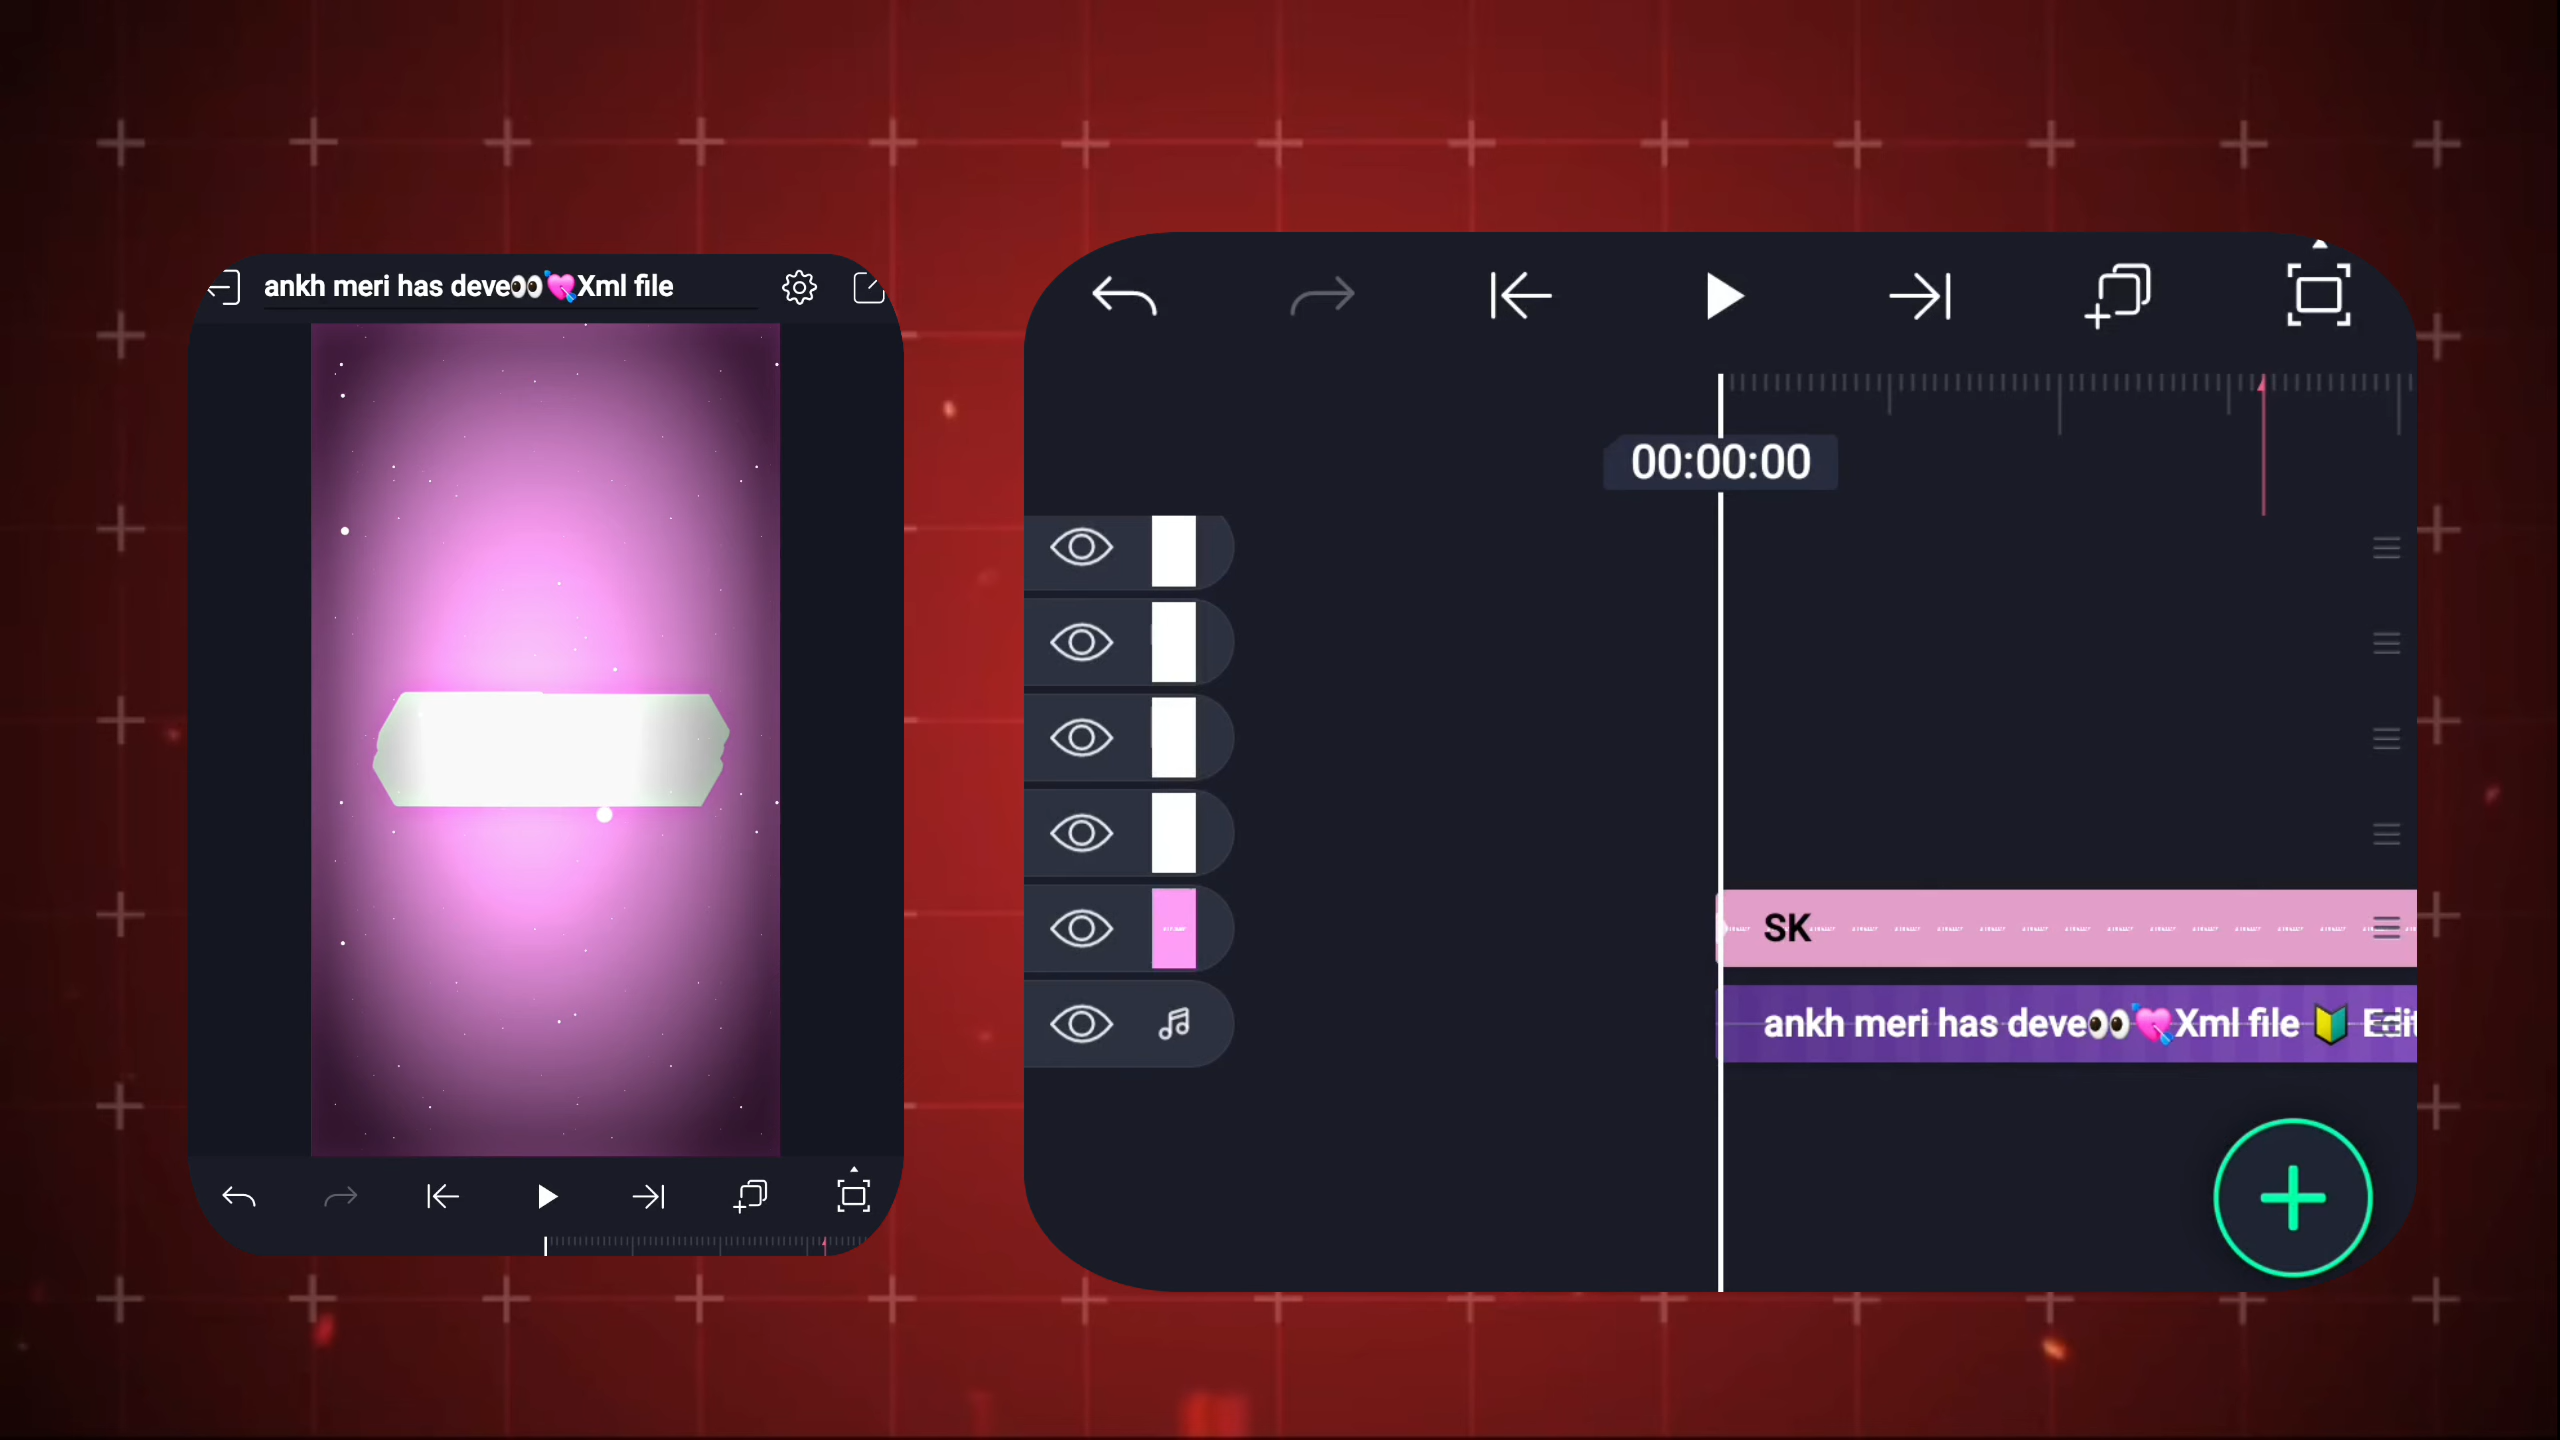 ankh meri has deve👀💘Xml file
00:00:00
SK
ankh meri has deve👀💘Xml file 🔰 Edit